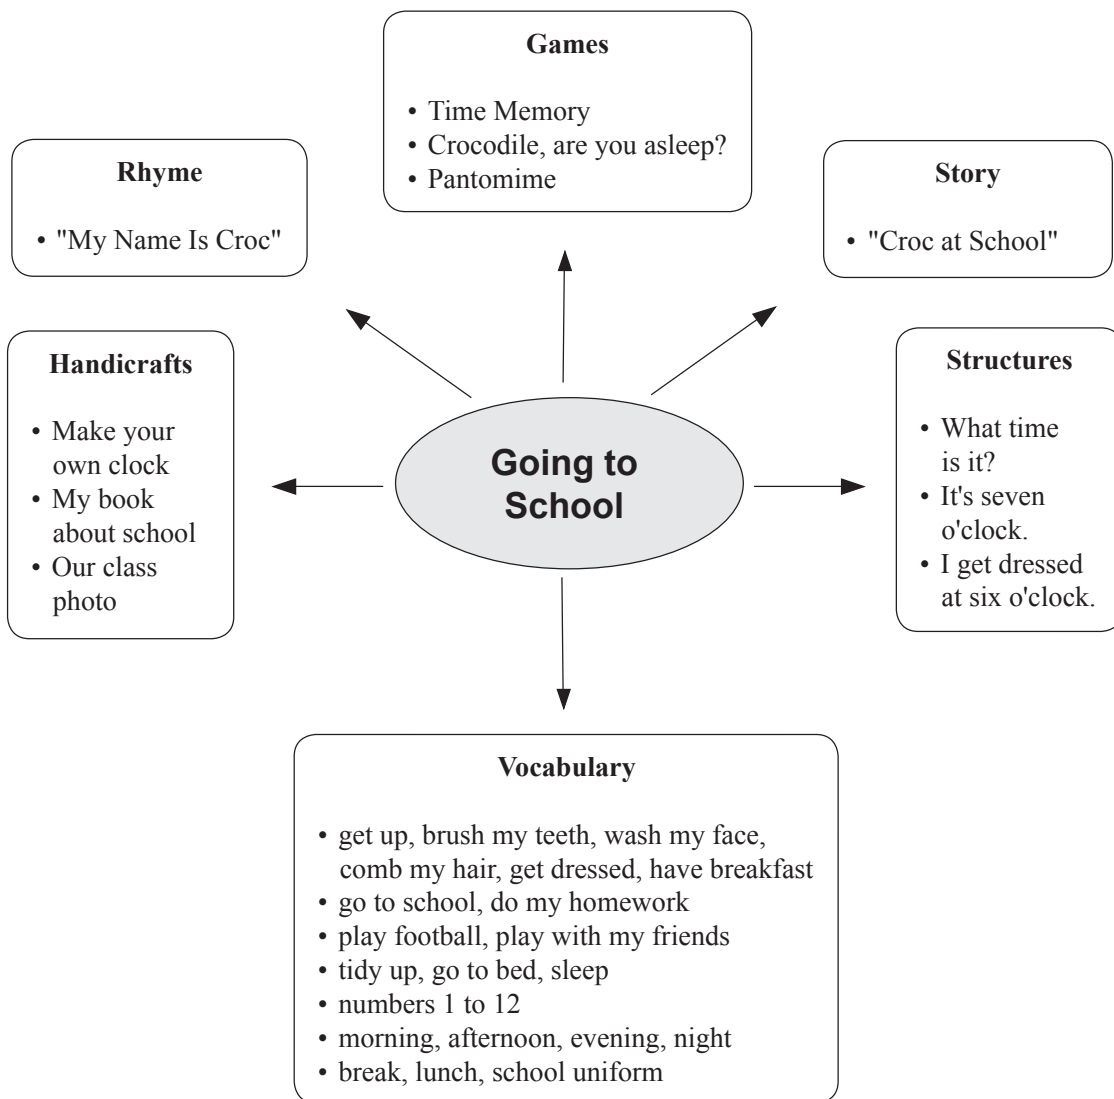 Games
• Time Memory
• Crocodile, are you asleep?
• Pantomime
Rhyme
• "My Name Is Croc"
Story
• "Croc at School"
Handicrafts
• Make your
own clock
• My book
about school
• Our class
photo
Going to
School
Structures
• What time
is it?
• It's seven
o'clock.
• I get dressed
at six o'clock.
Vocabulary
• get up, brush my teeth, wash my face,
comb my hair, get dressed, have breakfast
• go to school, do my homework
• play football, play with my friends
• tidy up, go to bed, sleep
• numbers 1 to 12
• morning, afternoon, evening, night
• break, lunch, school uniform